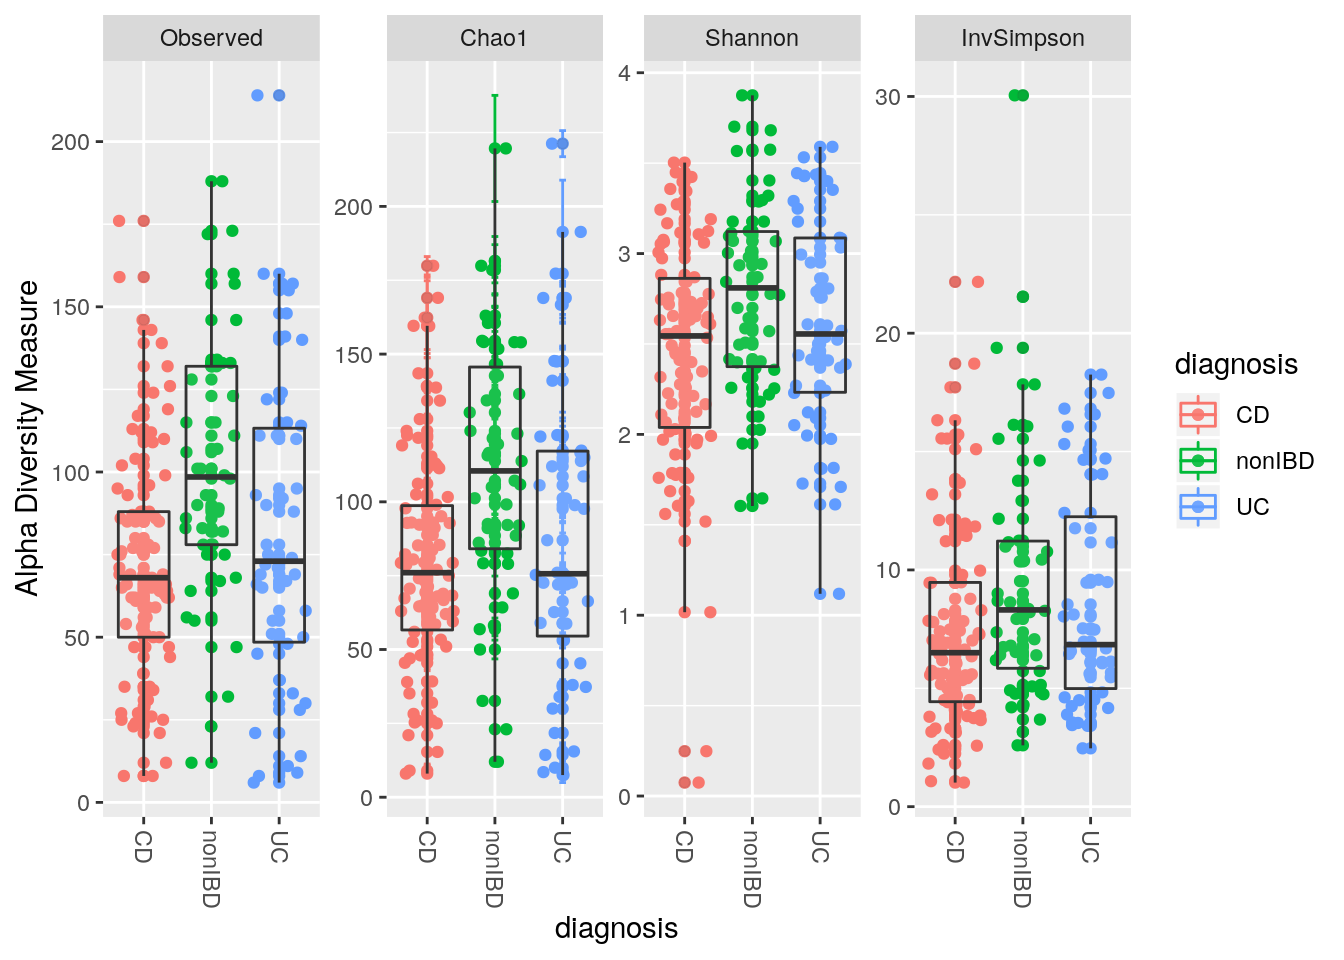 Observed
Chao1
Shannon
InvSimpson
Alpha Diversity Measure
200
150
100
50
0
200
150
100
50
0
4
3
2
1
0
30
20
10
0
CD
nonIBD
UC
CD
nonIBD
UC
CD
nonIBD
UC
CD
nonIBD
UC
diagnosis
diagnosis
CD
nonIBD
UC